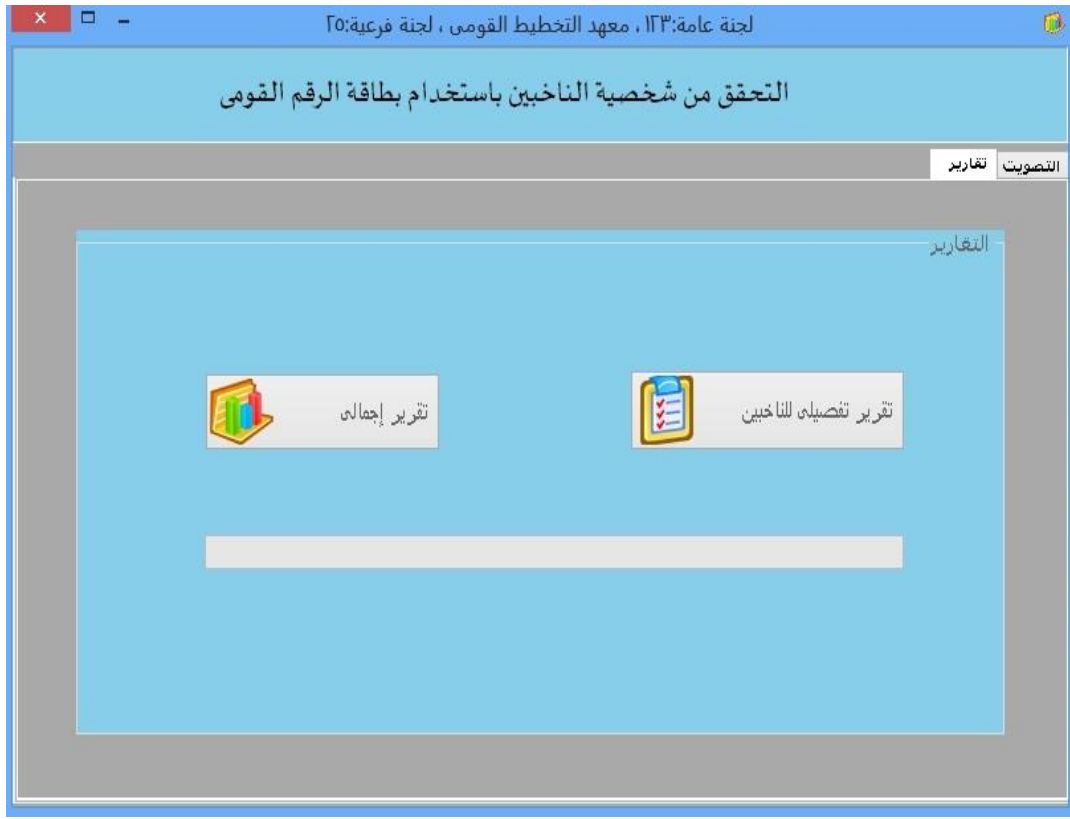 لجنة عامة:١٢٣ ، معهد التخطيط القومى ، لجنة فرعية:٢٥
التحقق من شخصية الناخبين باستخدام بطاقة الرقم القومى
التصويت تقارير
التقارير
تقرير تفصيلى للناخبين
تقرير إجمالى